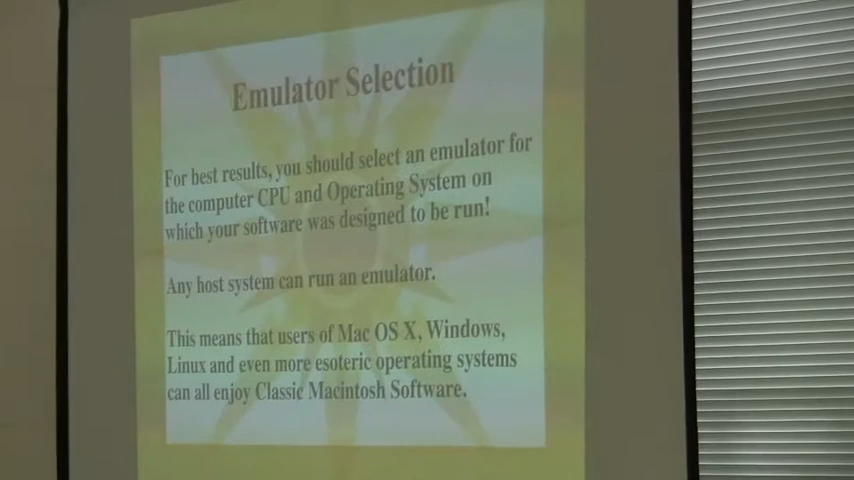 Emulator Selection
For best results, you should select an emulator for
the computer CPU and Operating System on
which your software was designed to be run!
Any host system can run an emulator.
This means that users of Mac OS X, Windows,
Linux and even more esoteric operating systems
can all enjoy Classic Macintosh Software.